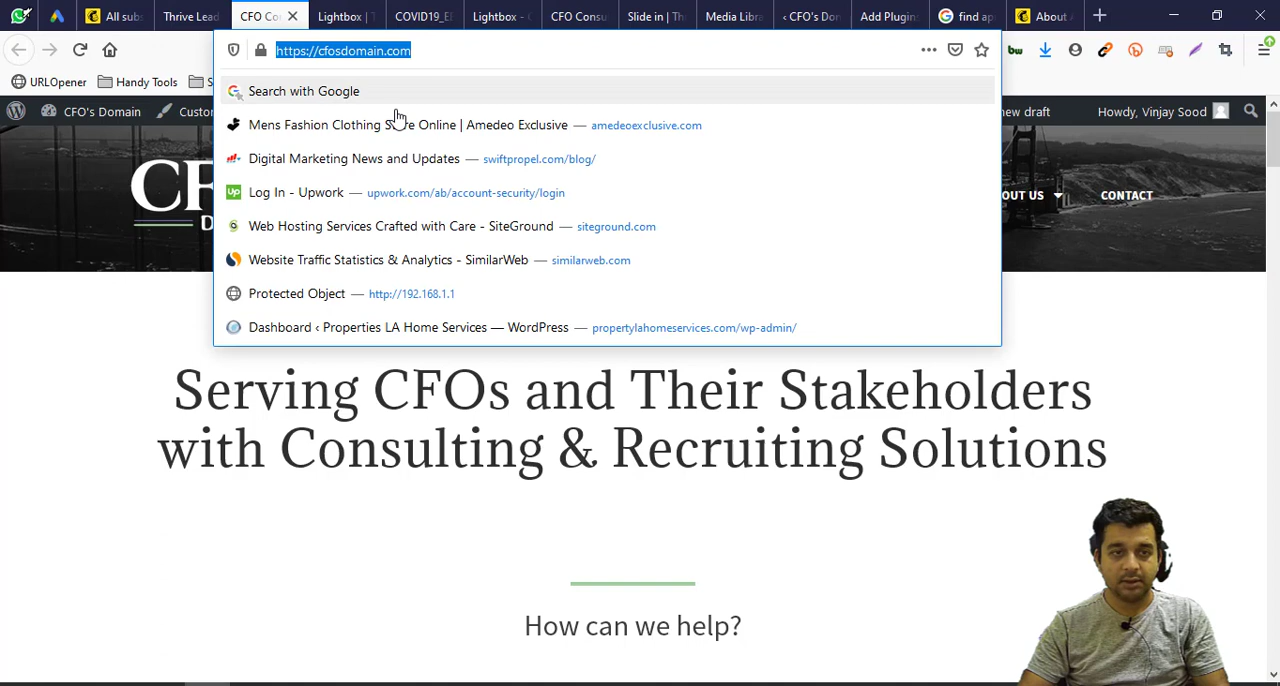 All subs
Thrive Lead
CFO Co
Lightbox | T
COVID19_E
Lightbox -
CFO Consu
Slide in | Th
Media Libra
‹ CFO's Do
Add Plugin
find ap
About
https://cfosdomain.com
URLOpener
Handy Tools
S
Search with Google
CFO's Domain
Custo
new draft
Howdy, Vinjay Sood
Mens Fashion Clothing Store Online | Amedeo Exclusive — amedeoexclusive.com
Digital Marketing News and Updates — swiftpropel.com/blog/
Log In - Upwork — upwork.com/ab/account-security/login
Web Hosting Services Crafted with Care - SiteGround — siteground.com
Website Traffic Statistics & Analytics - SimilarWeb — similarweb.com
Protected Object — http://192.168.1.1
Dashboard ‹ Properties LA Home Services — WordPress — propertylahomeservices.com/wp-admin/
CF
D
OUT US
CONTACT
Serving CFOs and Their Stakeholders
with Consulting & Recruiting Solutions
How can we help?